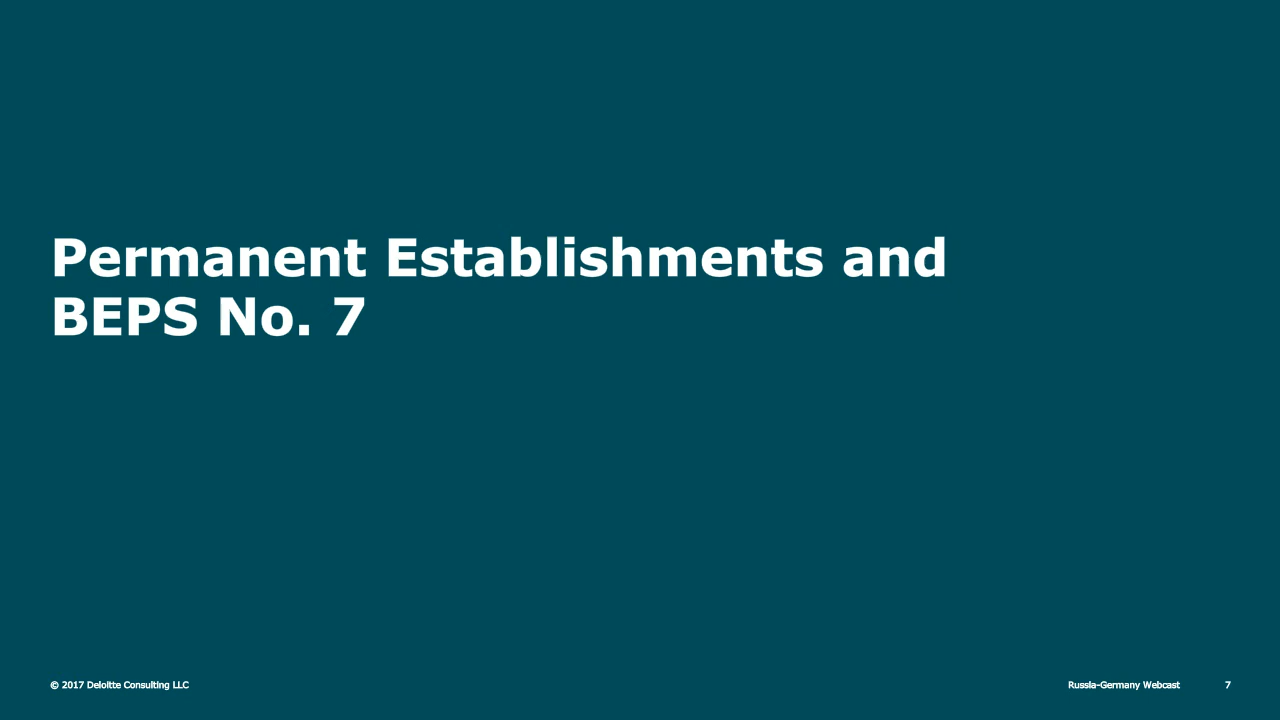 Permanent Establishments and
BEPS No. 7
© 2017 Deloitte Consulting LLC
Russia-Germany Webcast
7